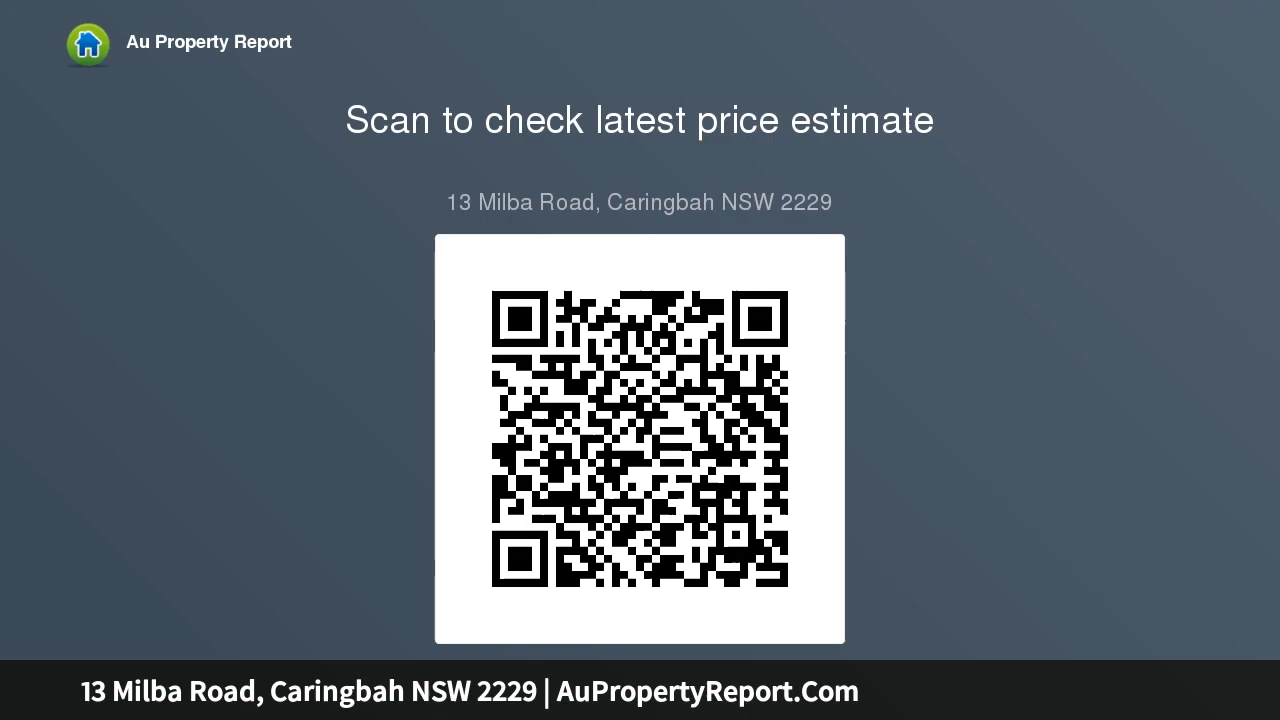 Au Property Report
Scan to check latest price estimate
13 Milba Road, Caringbah NSW 2229
13 Milba Road, Caringbah NSW 2229 | AuPropertyReport.Com